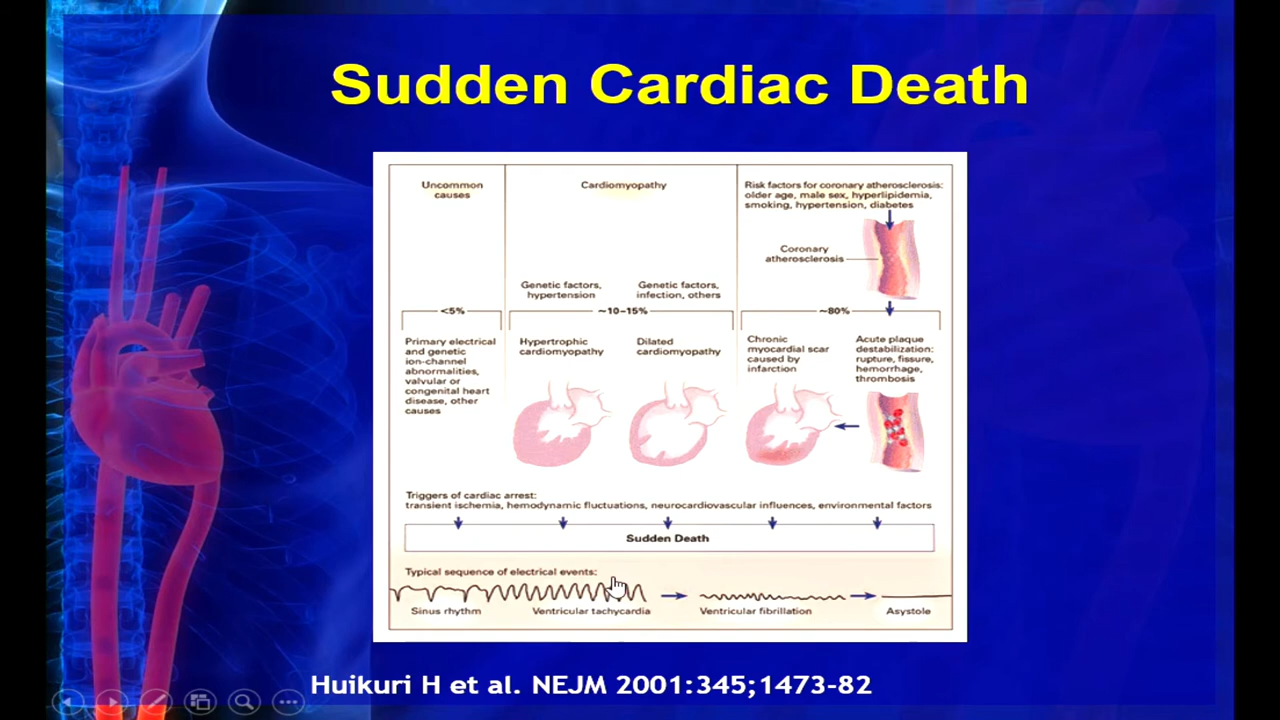 Sudden Cardiac Death
Uncommon
causes
Cardiomyopathy
Risk factors for coronary atherosclerosis:
older age, male sex, hyperlipidemia,
smoking, hypertension, diabetes
Coronary
atherosclerosis
Genetic factors,
hypertension
Genetic factors,
infection, others
<5%
~10–15%
~80%
Primary electrical
and genetic
ion-channel
abnormalities,
valvular or
congenital heart
disease, other
causes
Hypertrophic
cardiomyopathy
Dilated
cardiomyopathy
Chronic
myocardial scar
caused by
infarction
Acute plaque
destabilization:
rupture, fissure,
hemorrhage,
thrombosis
Triggers of cardiac arrest:
transient ischemia, hemodynamic fluctuations, neurocardiovascular influences, environmental factors
Sudden Death
Typical sequence of electrical events:
Sinus rhythm
Ventricular tachycardia
Ventricular fibrillation
Asystole
Huikuri H et al. NEJM 2001:345;1473-82